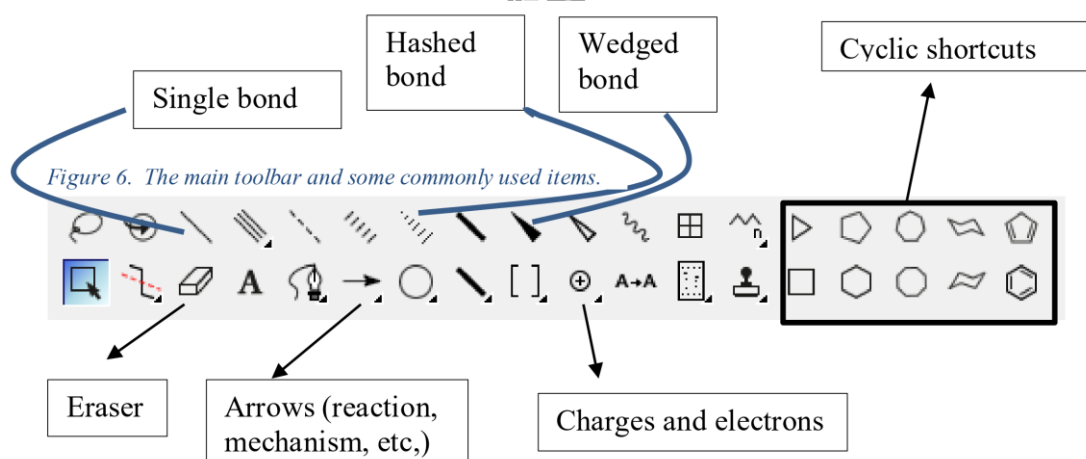 Hashed
bond
Wedged
bond
Cyclic shortcuts
Single bond
Figure 6.  The main toolbar and some commonly used items.
n
A A→A
Eraser
Arrows (reaction,
mechanism, etc,)
Charges and electrons